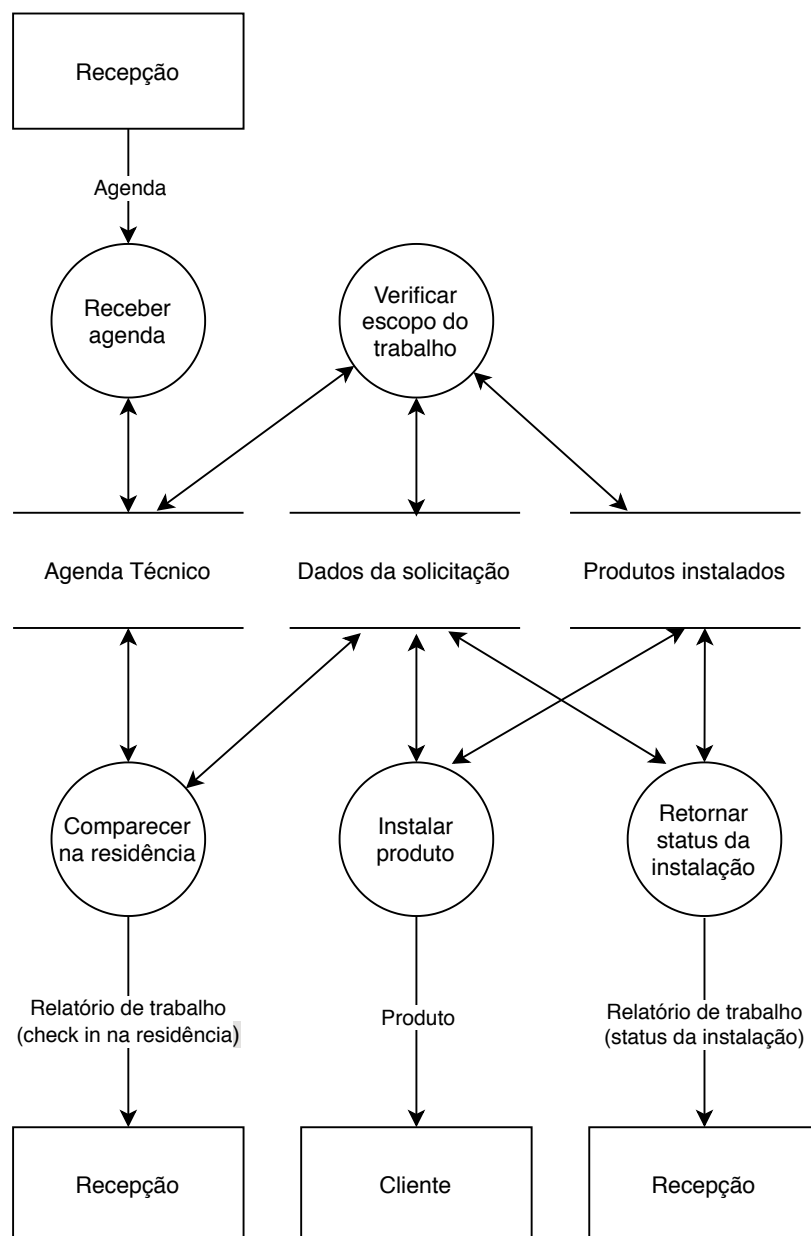 Recepção
Agenda
Receber
agenda
Verificar
escopo do
trabalho
Agenda Técnico
Dados da solicitação
Produtos instalados
Comparecer
na residência
Instalar
produto
Retornar
status da
instalação
Relatório de trabalho
(check in na residência)
Produto
Relatório de trabalho
(status da instalação)
Recepção
Cliente
Recepção